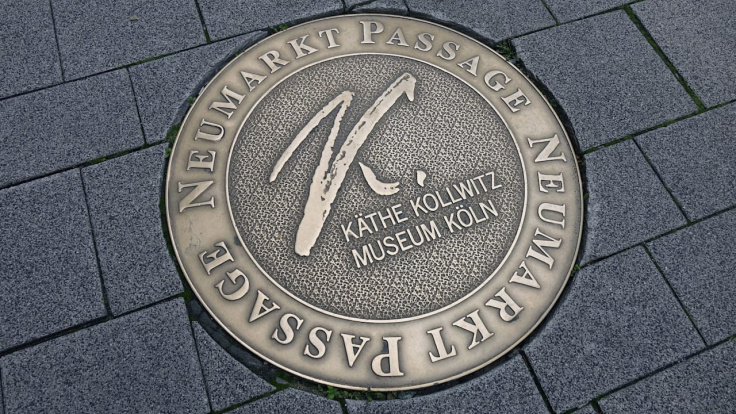 NEUMARKT PASSAGE
NEUMARKT PASSAGE
K.
KÄTHE KOLLWITZ
MUSEUM KÖLN